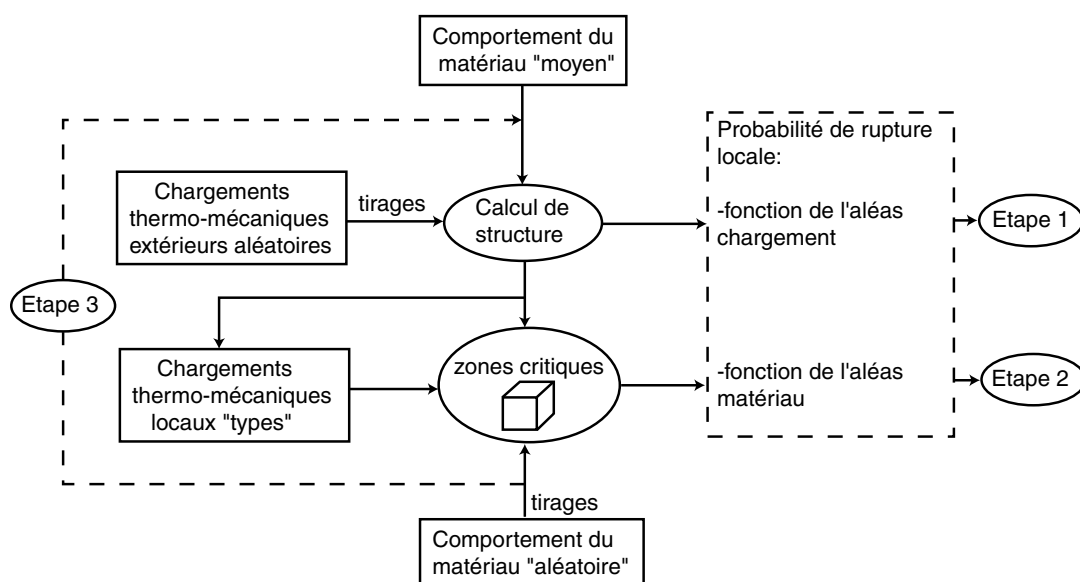 Comportement du
matériau "moyen"
Probabilité de rupture
locale:
Chargements
thermo-mécaniques
extérieurs aléatoires
tirages
Calcul de
structure
-fonction de l'aléas
chargement
Etape 1
Etape 3
Chargements
thermo-mécaniques
locaux "types"
zones critiques
-fonction de l'aléas
matériau
Etape 2
tirages
Comportement du
matériau "aléatoire"